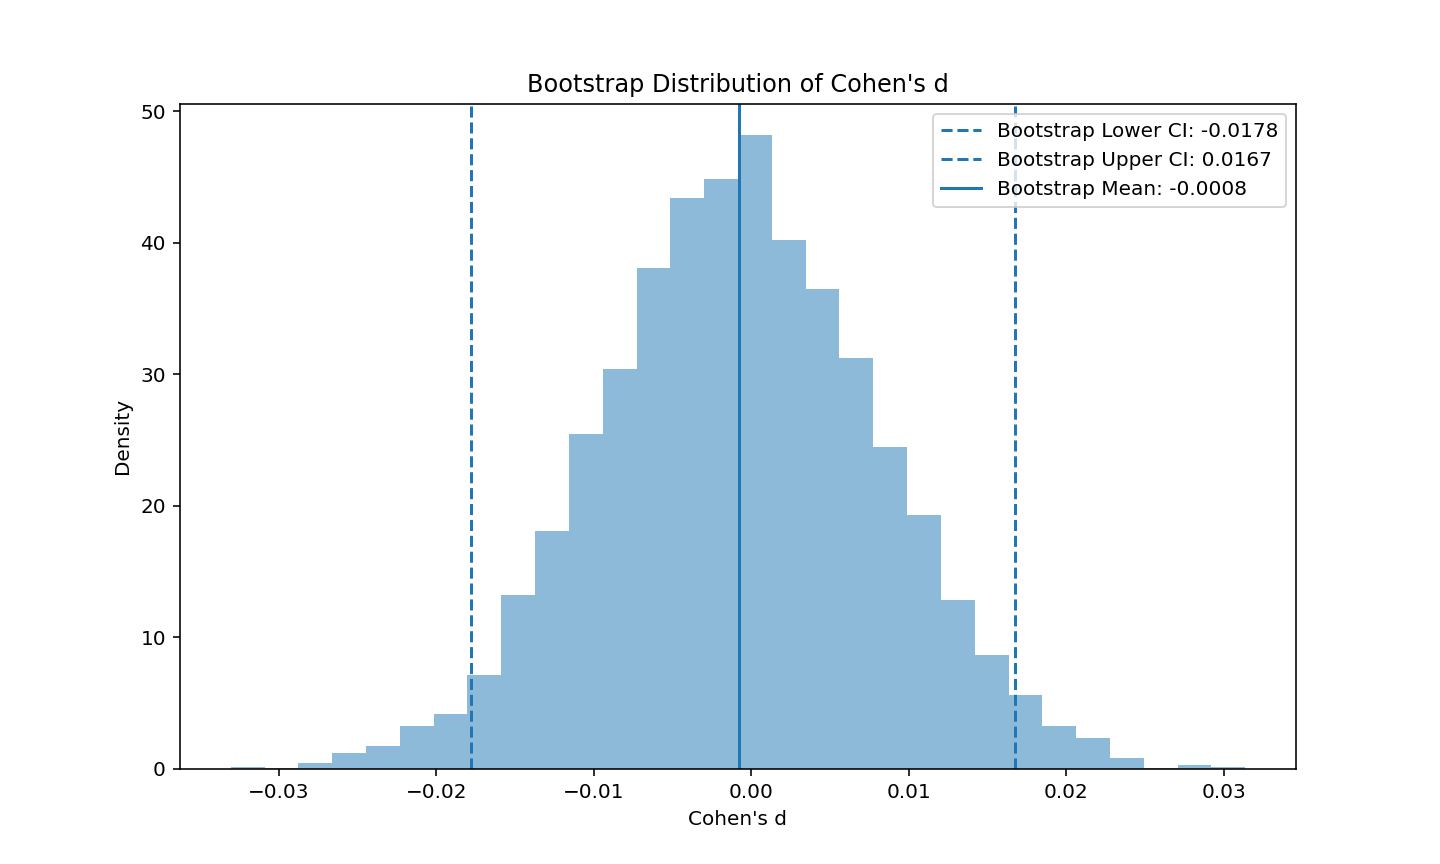 Bootstrap Distribution of Cohen's d
50
40
30
20
10
0
Density
Bootstrap Lower CI: -0.0178
Bootstrap Upper CI: 0.0167
Bootstrap Mean: -0.0008
−0.03
−0.02
−0.01
0.00
0.01
0.02
0.03
Cohen's d